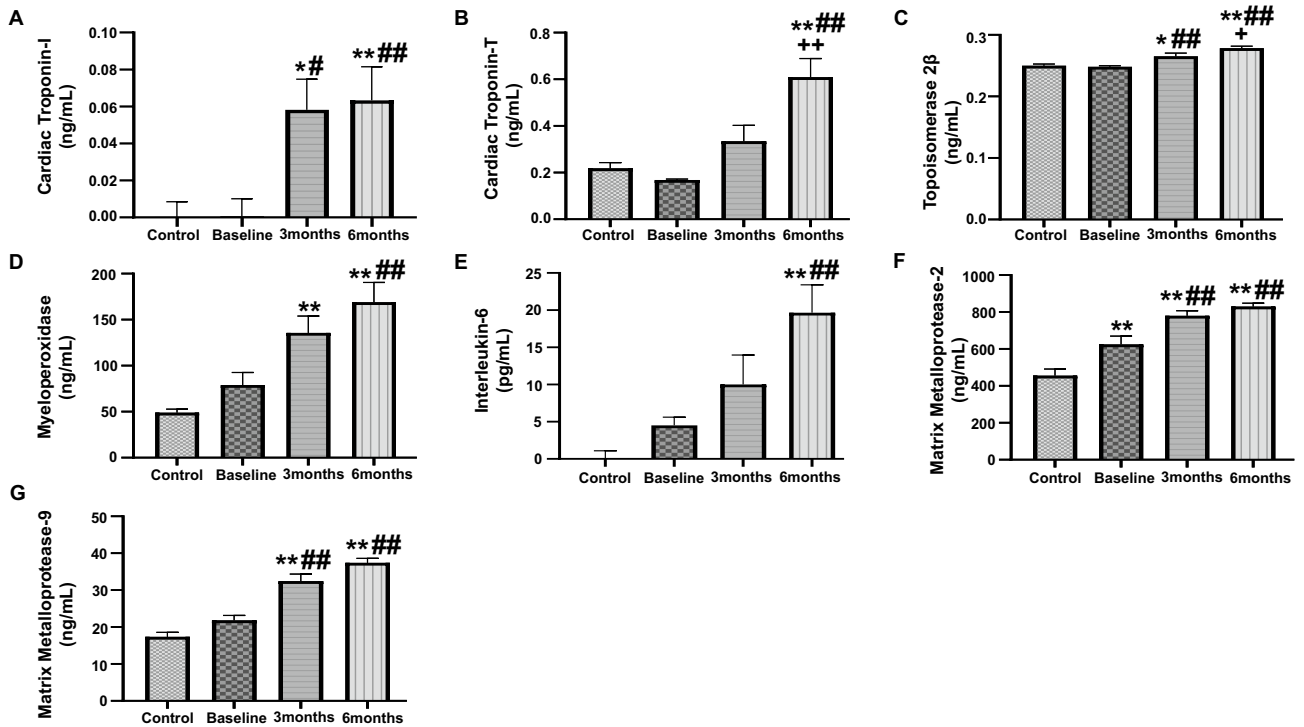 A
Cardiac Troponin-I
(ng/mL)
0.10
0.08
0.06
0.04
0.02
0.00
*#
**##
Control Baseline 3months 6months
B
Cardiac Troponin-T
(ng/mL)
0.8
0.6
0.4
0.2
0.0
**##
++
Control Baseline 3months 6months
C
Topoisomerase 2β
(ng/mL)
0.3
0.2
0.1
0.0
*##
**##
+
Control Baseline 3months 6months
D
Myeloperoxidase
(ng/mL)
200
150
100
50
0
**
**##
Control Baseline 3months 6months
E
Interleukin-6
(pg/mL)
25
20
15
10
5
0
**##
Control Baseline 3months 6months
F
Matrix Metalloprotease-2
(ng/mL)
1000
800
600
400
200
0
**
**##
**##
Control Baseline 3months 6months
G
Matrix Metalloprotease-9
(ng/mL)
50
40
30
20
10
0
**##
**##
Control Baseline 3months 6months